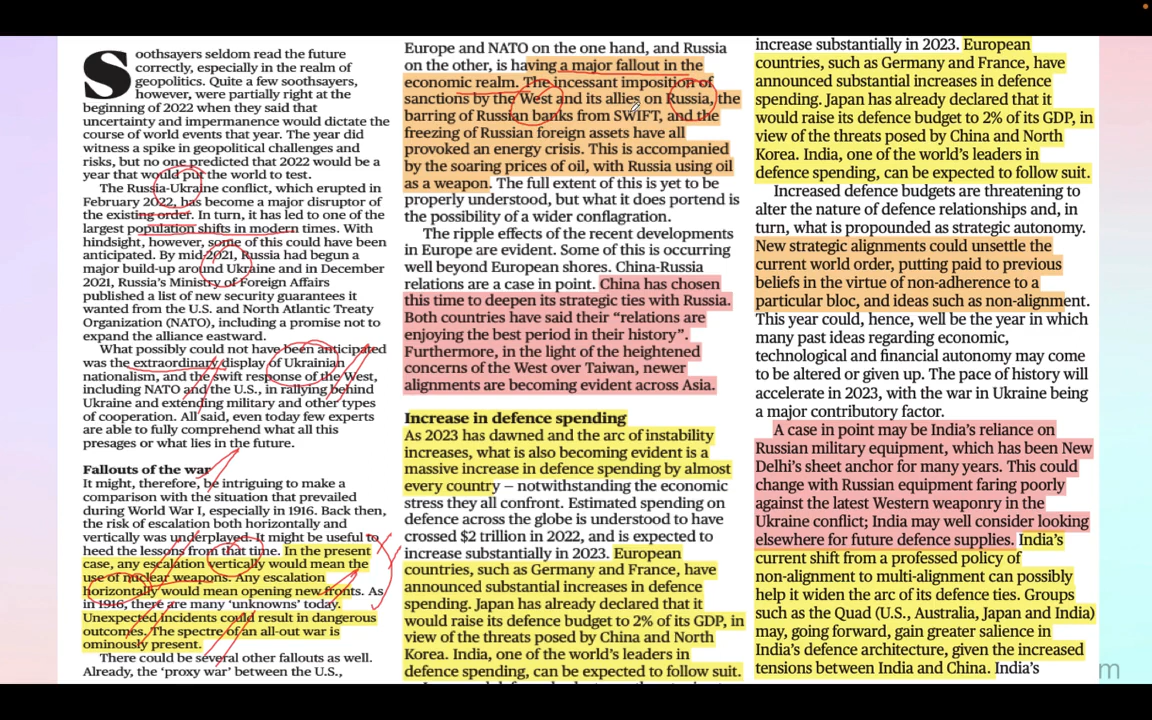 Soothsayers seldom read the future
correctly, especially in the realm of
geopolitics. Quite a few soothsayers,
however, were partially right at the
beginning of 2022 when they said that
uncertainty and impermanence would dictate the
course of world events that year. The year did
witness a spike in geopolitical challenges and
risks, but no one predicted that 2022 would be a
year that would put the world to test.
The Russia-Ukraine conflict, which erupted in
February 2022, has become a major disruptor of
the existing order. In turn, it has led to one of the
largest population shifts in modern times. With
hindsight, however, some of this could have been
anticipated. By mid-2021, Russia had begun a
major build-up around Ukraine and in December
2021, Russia's Ministry of Foreign Affairs
published a list of new security guarantees it
wanted from the U.S. and North Atlantic Treaty
Organization (NATO), including a promise not to
expand the alliance eastward.
What possibly could not have been anticipated
was the extraordinary display of Ukrainian
nationalism, and the swift response of the West,
including NATO and the U.S., in rallying behind
Ukraine and extending military and other types
of cooperation. All said, even today few experts
are able to fully comprehend what all this
presages or what lies in the future.
Fallouts of the war
It might, therefore, be intriguing to make a
comparison with the situation that prevailed
during World War I, especially in 1916. Back then,
the risk of escalation both horizontally and
vertically was underplayed. It might be useful to
heed the lessons from that time. In the present
case, any escalation vertically would mean the
use of nuclear weapons. Any escalation
horizontally would mean opening new fronts. As
in 1916, there are many 'unknowns' today.
Unexpected incidents could result in dangerous
outcomes. The spectre of an all-out war is
ominously present.
There could be several other fallouts as well.
Already, the 'proxy war' between the U.S.,
Europe and NATO on the one hand, and Russia
on the other, is having a major fallout in the
economic realm. The incessant imposition of
sanctions by the West and its allies on Russia, the
barring of Russian banks from SWIFT, and the
freezing of Russian foreign assets have all
provoked an energy crisis. This is accompanied
by the soaring prices of oil, with Russia using oil
as a weapon. The full extent of this is yet to be
properly understood, but what it does portend is
the possibility of a wider conflagration.
The ripple effects of the recent developments
in Europe are evident. Some of this is occurring
well beyond European shores. China-Russia
relations are a case in point. China has chosen
this time to deepen its strategic ties with Russia.
Both countries have said their "relations are
enjoying the best period in their history".
Furthermore, in the light of the heightened
concerns of the West over Taiwan, newer
alignments are becoming evident across Asia.
Increase in defence spending
As 2023 has dawned and the arc of instability
increases, what is also becoming evident is a
massive increase in defence spending by almost
every country – notwithstanding the economic
stress they all confront. Estimated spending on
defence across the globe is understood to have
crossed $2 trillion in 2022, and is expected to
increase substantially in 2023. European
countries, such as Germany and France, have
announced substantial increases in defence
spending. Japan has already declared that it
would raise its defence budget to 2% of its GDP, in
view of the threats posed by China and North
Korea. India, one of the world's leaders in
defence spending, can be expected to follow suit.
increase substantially in 2023. European
countries, such as Germany and France, have
announced substantial increases in defence
spending. Japan has already declared that it
would raise its defence budget to 2% of its GDP, in
view of the threats posed by China and North
Korea. India, one of the world's leaders in
defence spending, can be expected to follow suit.
Increased defence budgets are threatening to
alter the nature of defence relationships and, in
turn, what is propounded as strategic autonomy.
New strategic alignments could unsettle the
current world order, putting paid to previous
beliefs in the virtue of non-adherence to a
particular bloc, and ideas such as non-alignment.
This year could, hence, well be the year in which
many past ideas regarding economic,
technological and financial autonomy may come
to be altered or given up. The pace of history will
accelerate in 2023, with the war in Ukraine being
a major contributory factor.
A case in point may be India's reliance on
Russian military equipment, which has been New
Delhi's sheet anchor for many years. This could
change with Russian equipment faring poorly
against the latest Western weaponry in the
Ukraine conflict; India may well consider looking
elsewhere for future defence supplies. India's
current shift from a professed policy of
non-alignment to multi-alignment can possibly
help it widen the arc of its defence ties. Groups
such as the Quad (U.S., Australia, Japan and India)
may, going forward, gain greater salience in
India's defence architecture, given the increased
tensions between India and China. India's